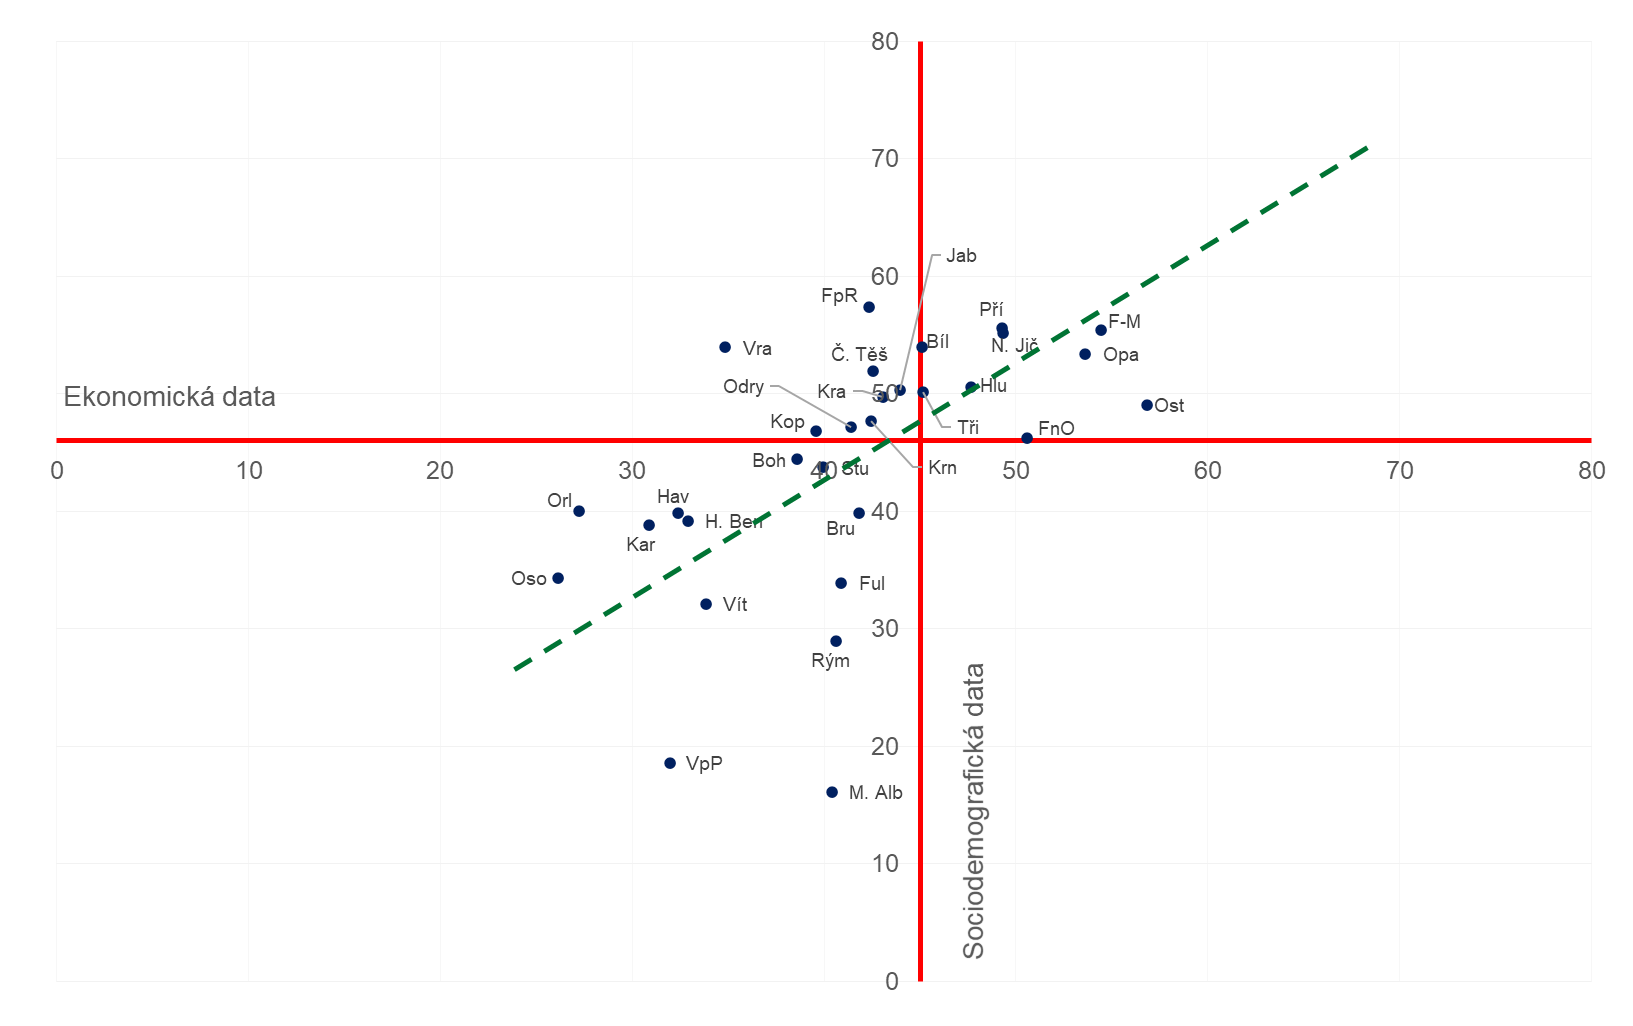 80
70
60
50
40
30
20
10
0
0 10 20 30 40 50 60 70 80
Ekonomická data
Sociodemografická data
Jab
FpR
Pří
F-M
Bíl
N. Jič
Vra
Č. Těš
Opa
Odry
Kra
Hlu
Ost
Kop
Tři
FnO
Boh
Stu
Krn
Orl
Hav
H. Ben
Kar
Bru
Oso
Ful
Vít
Rým
VpP
M. Alb